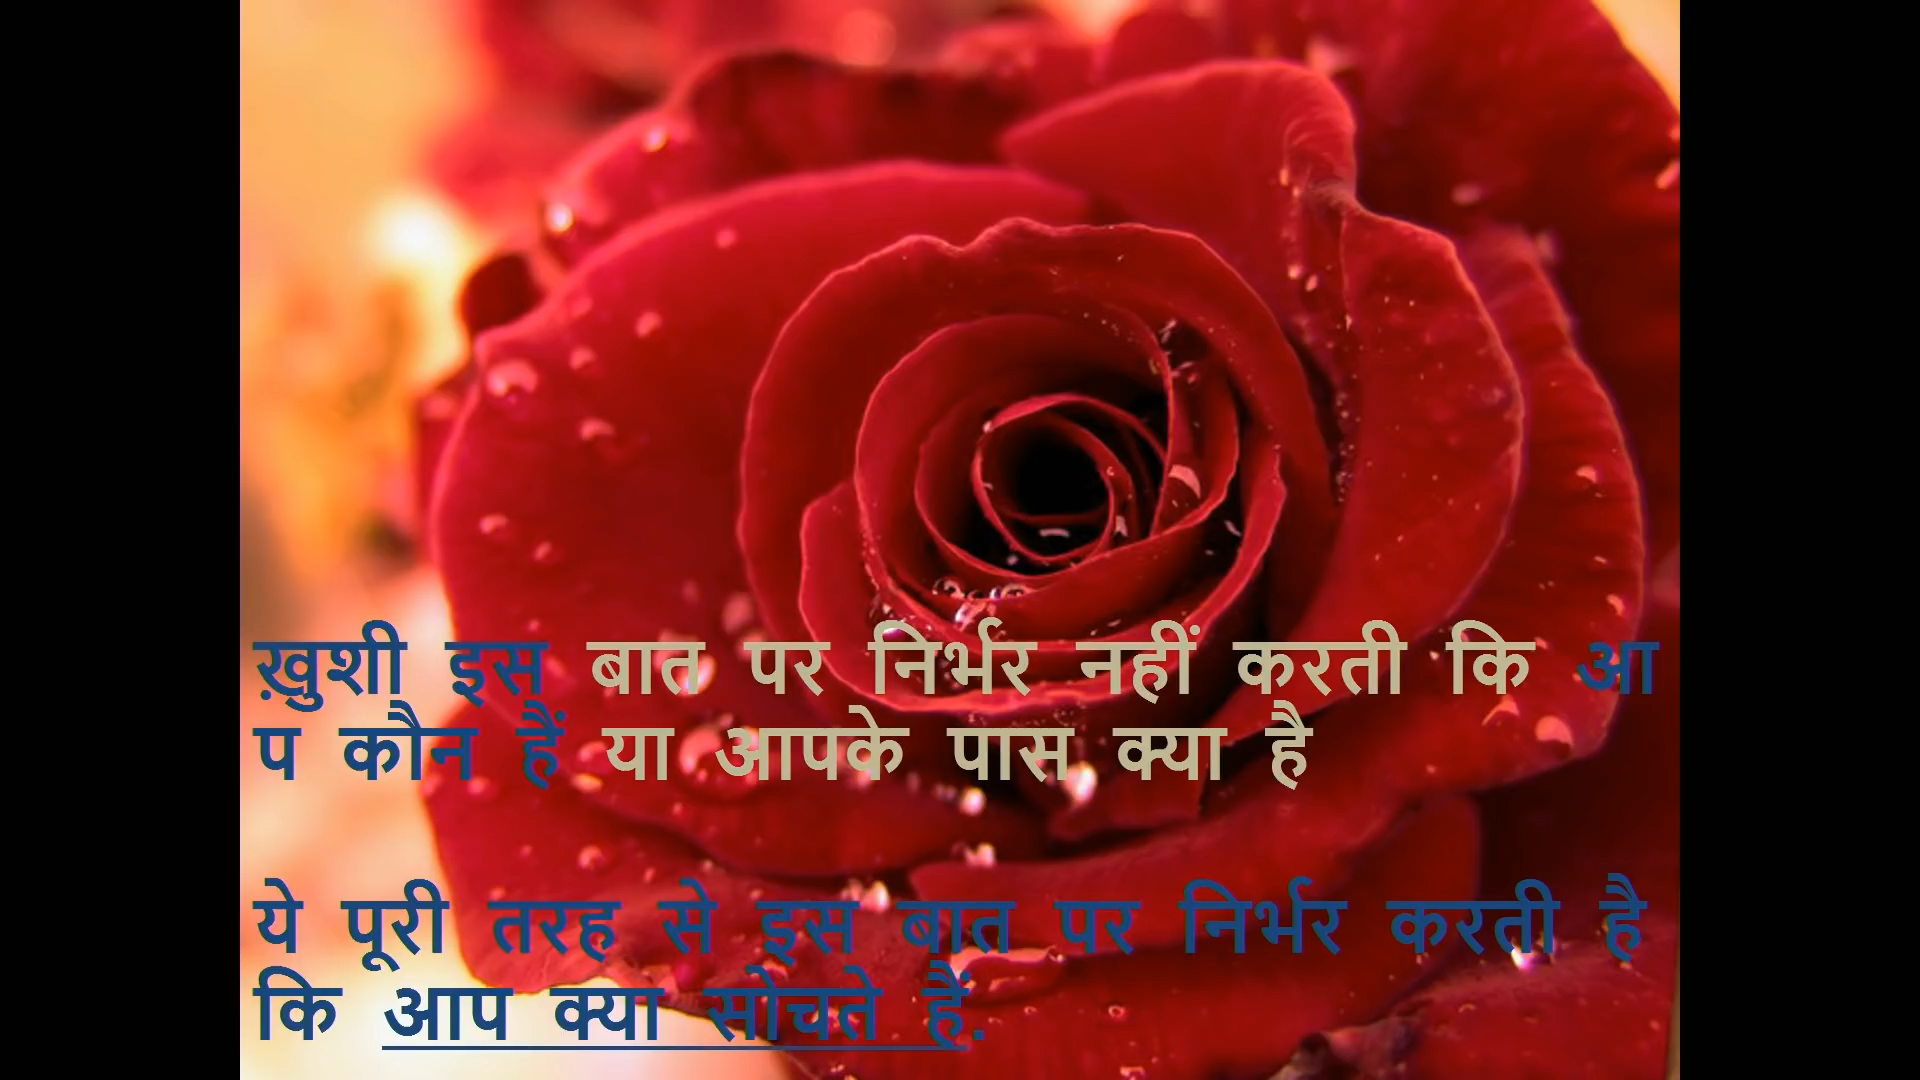 ख़ुशी इस बात पर निर्भर नहीं करती कि आ
प कौन हैं या आपके पास क्या है
ये पूरी तरह से इस बात पर निर्भर करती है
कि आप क्या सोचते हैं.